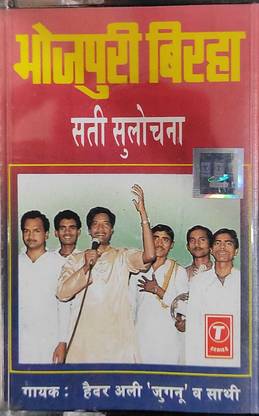 भोजपुरी बिरहा
सती सुलोचना
T
SERIES
गायक : हैदर अली 'जुगनू' व साथी